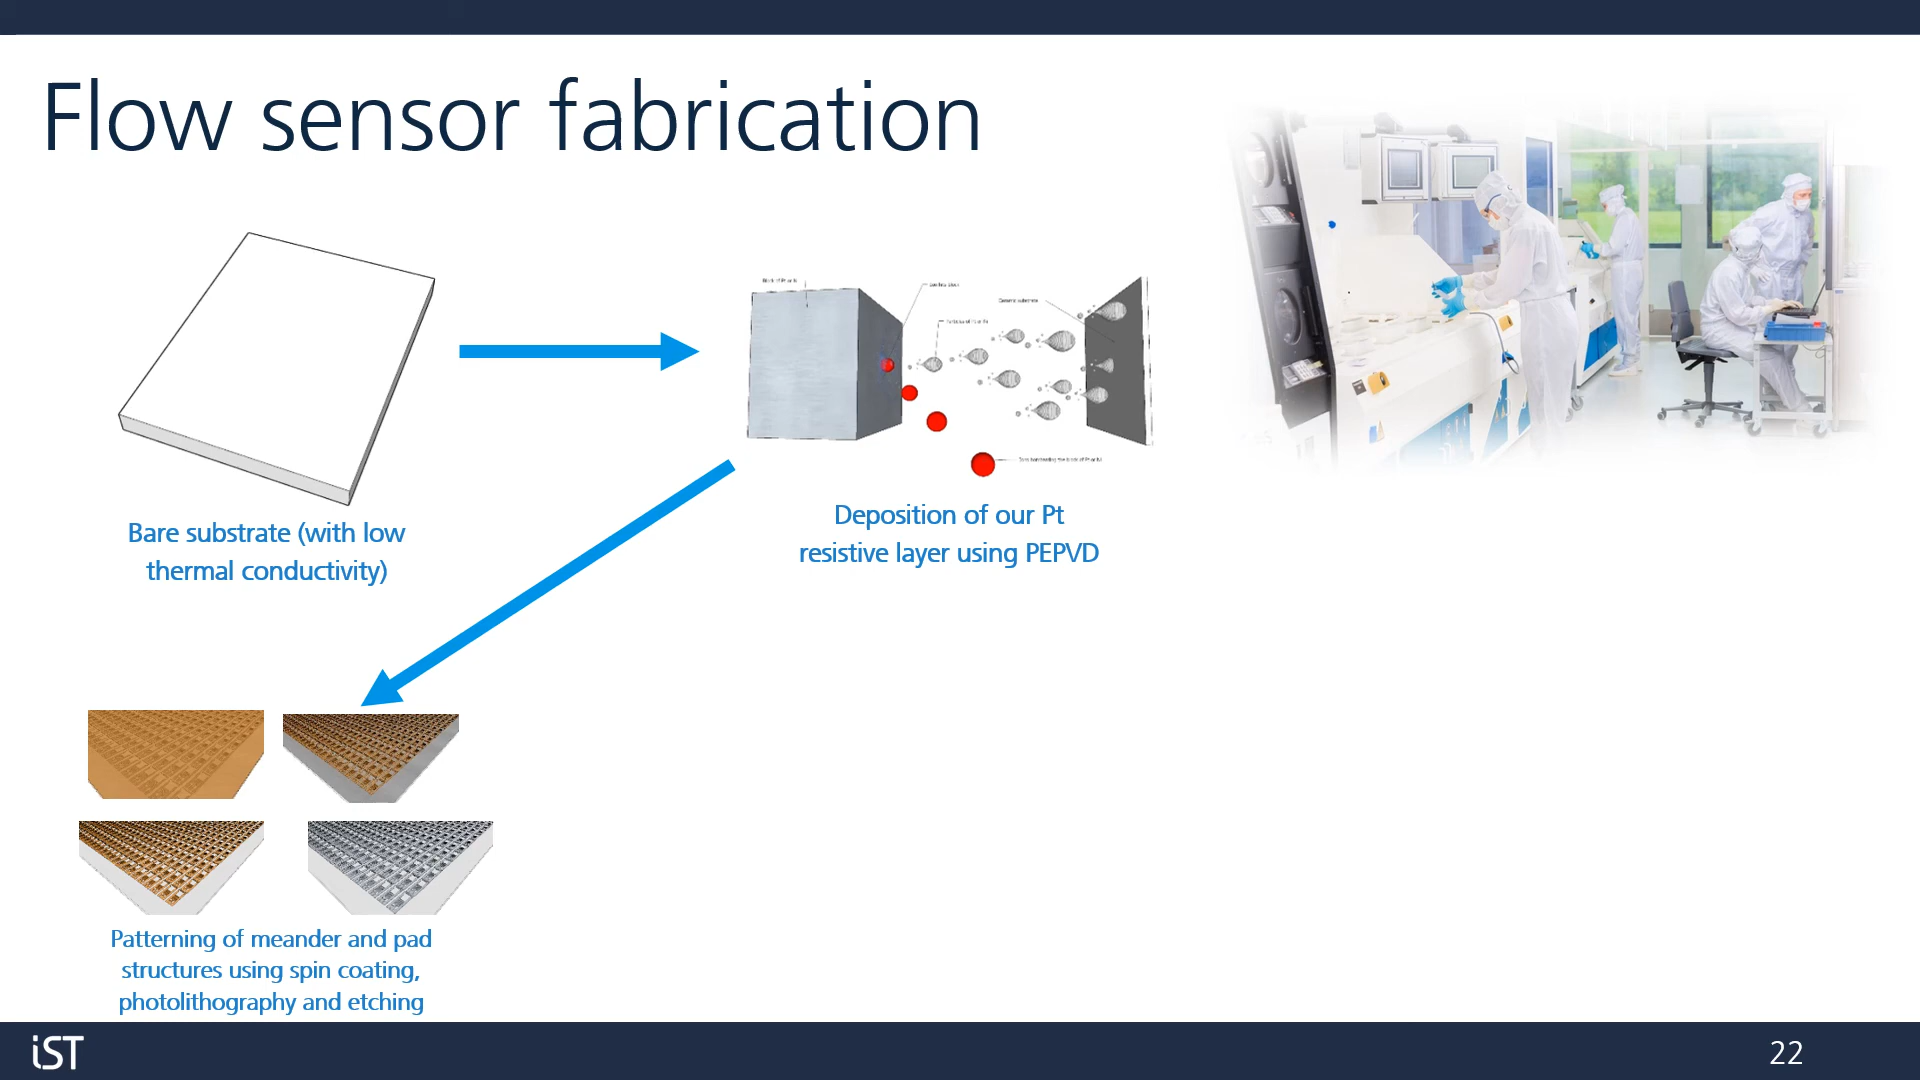 Flow sensor fabrication
Bare substrate (with low
thermal conductivity)
Deposition of our Pt
resistive layer using PEPVD
Patterning of meander and pad
structures using spin coating,
photolithography and etching
iST
22